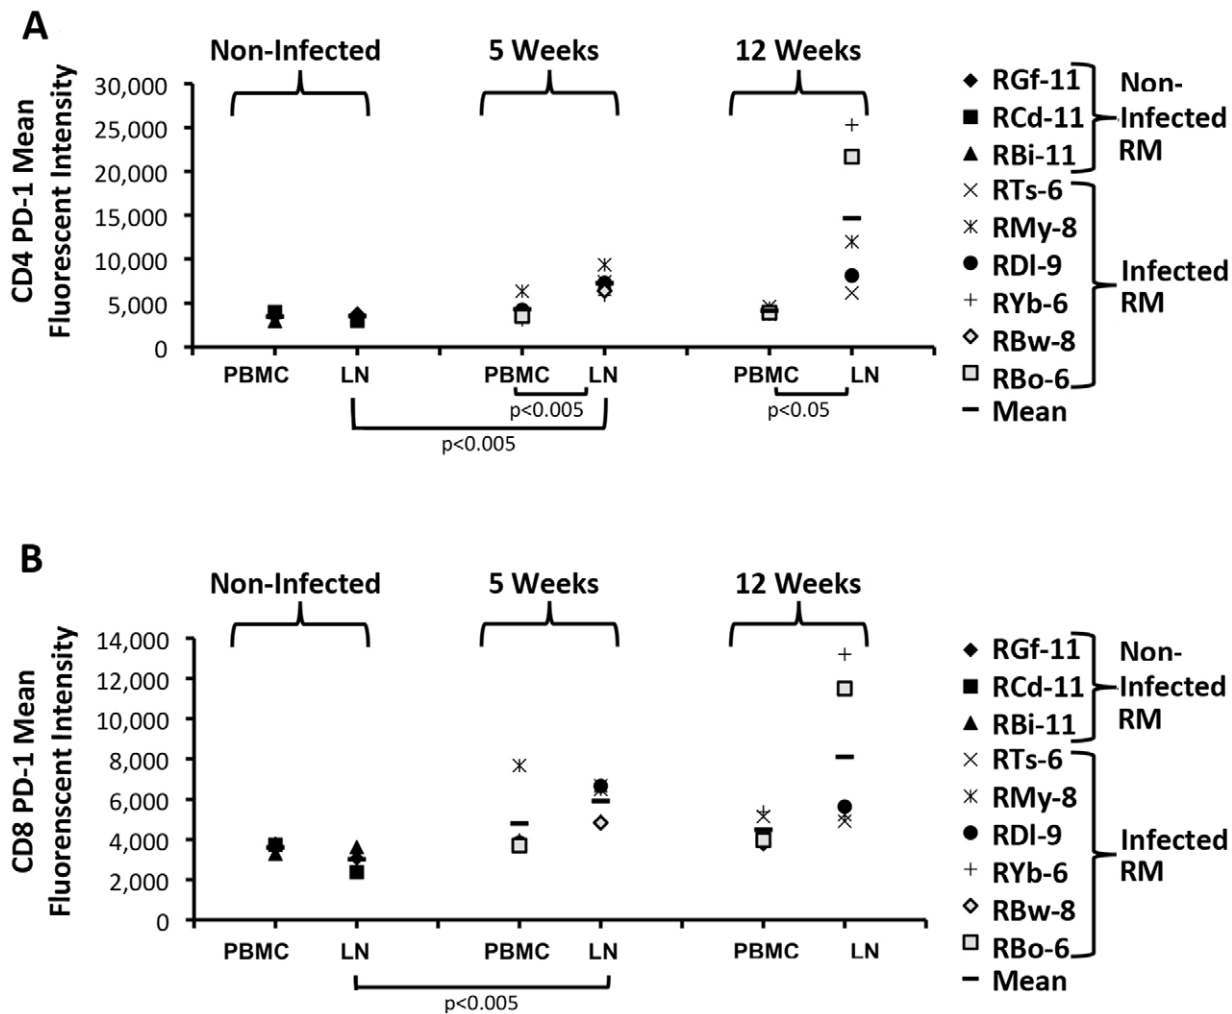 A
Non-Infected 5 Weeks 12 Weeks
CD4 PD-1 Mean
Fluorescent Intensity
30,000
25,000
20,000
15,000
10,000
5,000
0
PBMC LN PBMC LN PBMC LN
p<0.005 p<0.05
p<0.005
RGf-11
RCd-11
RBi-11
Non-
Infected
RM
RTs-6
RMy-8
RDl-9
RYb-6
RBw-8
RBo-6
Infected
RM
Mean
B
Non-Infected 5 Weeks 12 Weeks
CD8 PD-1 Mean
Fluorenscent Intensity
14,000
12,000
10,000
8,000
6,000
4,000
2,000
0
PBMC LN PBMC LN PBMC LN
p<0.005
RGf-11
RCd-11
RBi-11
Non-
Infected
RM
RTs-6
RMy-8
RDl-9
RYb-6
RBw-8
RBo-6
Infected
RM
Mean